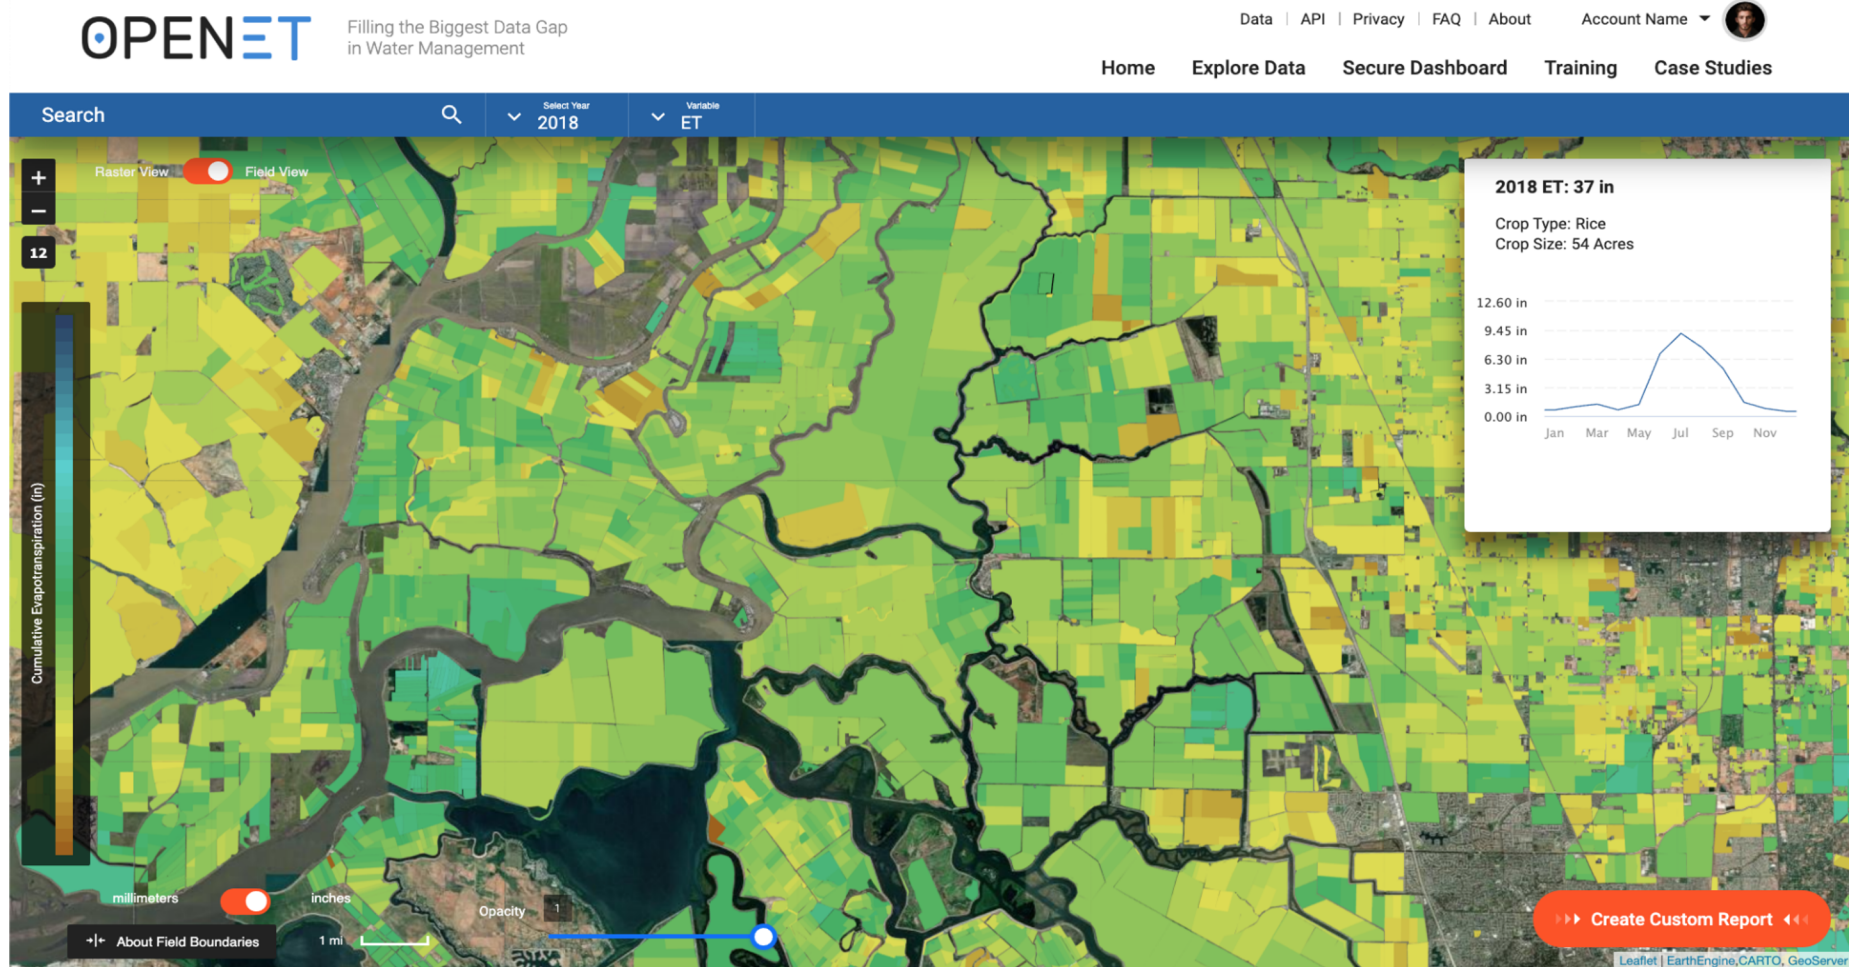 OPENET
Filling the Biggest Data Gap
in Water Management
Data | API | Privacy | FAQ | About
Account Name
Home Explore Data Secure Dashboard Training Case Studies
Search
Select Year
2018
Variable
ET
+
−
12
Raster View
Field View
2018 ET: 37 in
Crop Type: Rice
Crop Size: 54 Acres
12.60 in
9.45 in
6.30 in
3.15 in
0.00 in
Jan Mar May Jul Sep Nov
Cumulative Evapotranspiration (in)
millimeters
inches
About Field Boundaries
1 mi
Opacity
1
Create Custom Report
Leaflet | EarthEngine,CARTO, GeoServer